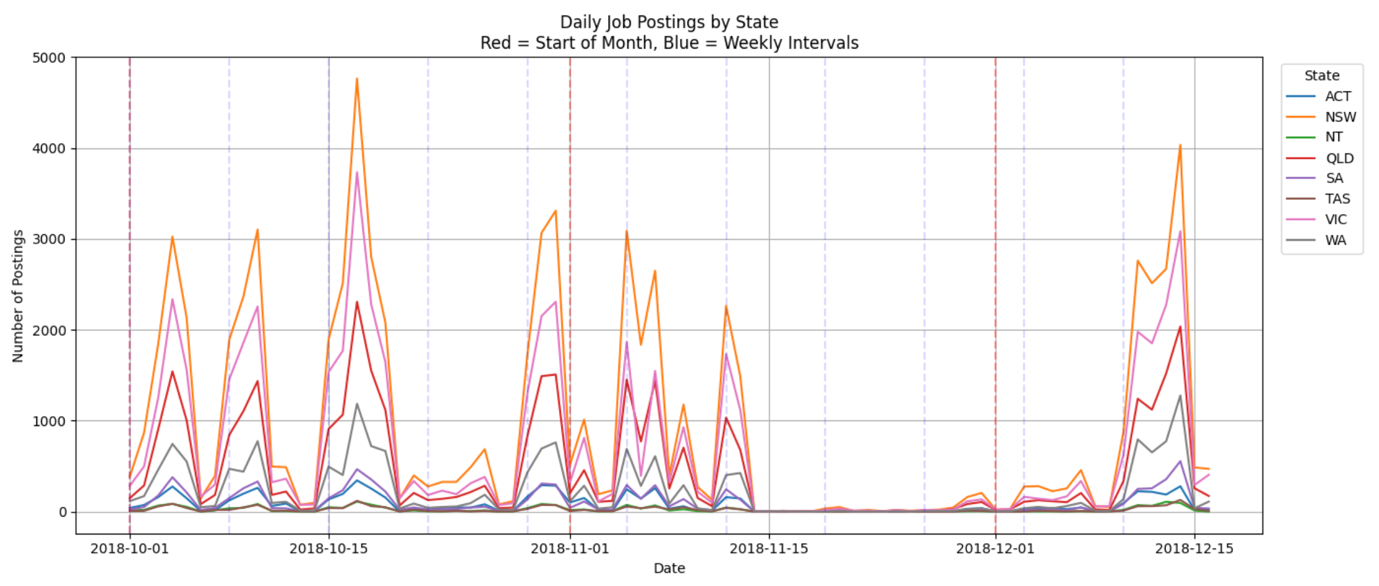 Daily Job Postings by State
Red = Start of Month, Blue = Weekly Intervals
5000
4000
3000
2000
1000
0
Number of Postings
2018-10-01
2018-10-15
2018-11-01
2018-11-15
2018-12-01
2018-12-15
Date
State
ACT
NSW
NT
QLD
SA
TAS
VIC
WA